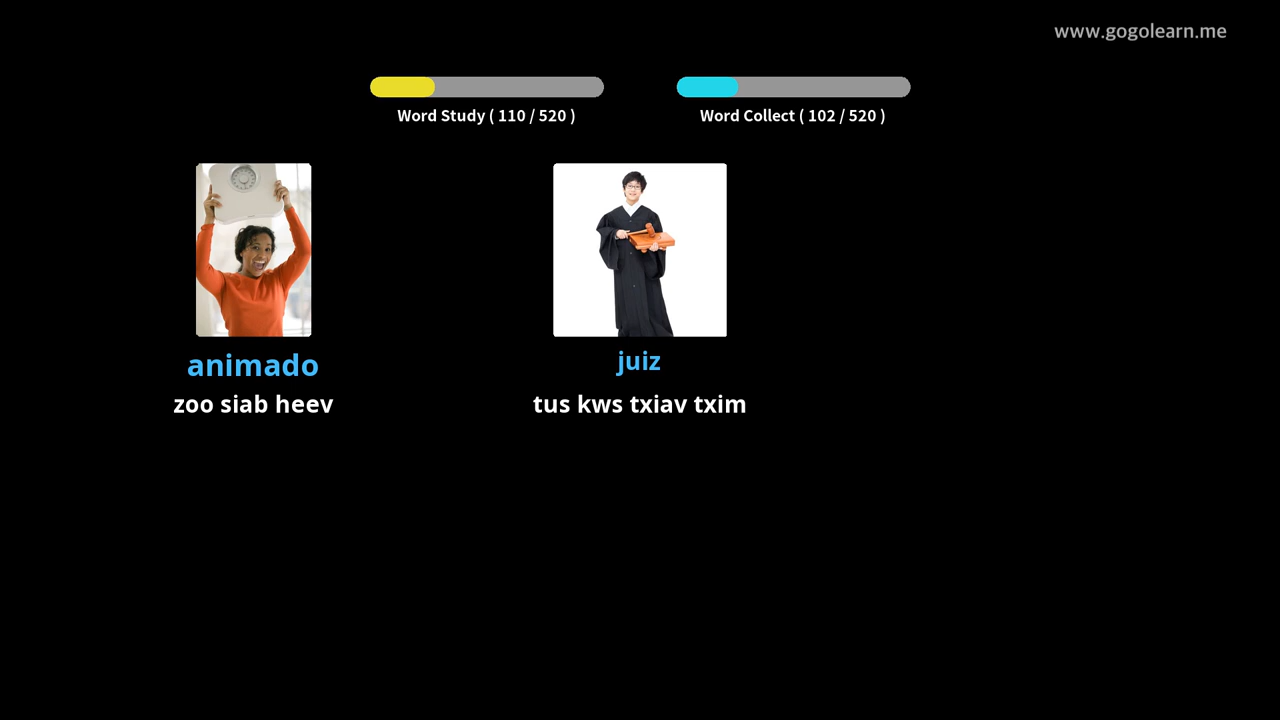 www.gogolearn.me
Word Study ( 110 / 520 )
Word Collect ( 102 / 520 )
animado
zoo siab heev
juiz
tus kws txiav txim